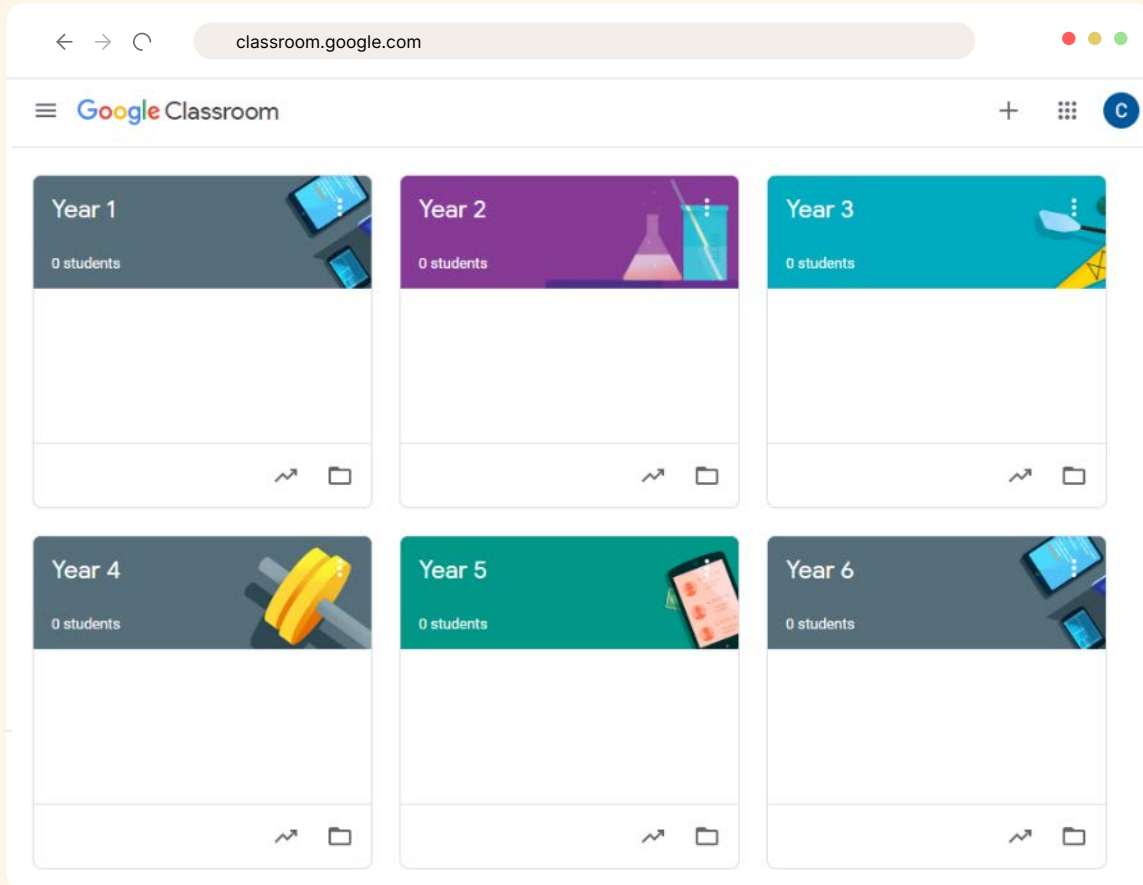 classroom.google.com
Google Classroom
C
Year 1
0 students
Year 2
0 students
Year 3
0 students
Year 4
0 students
Year 5
0 students
Year 6
0 students